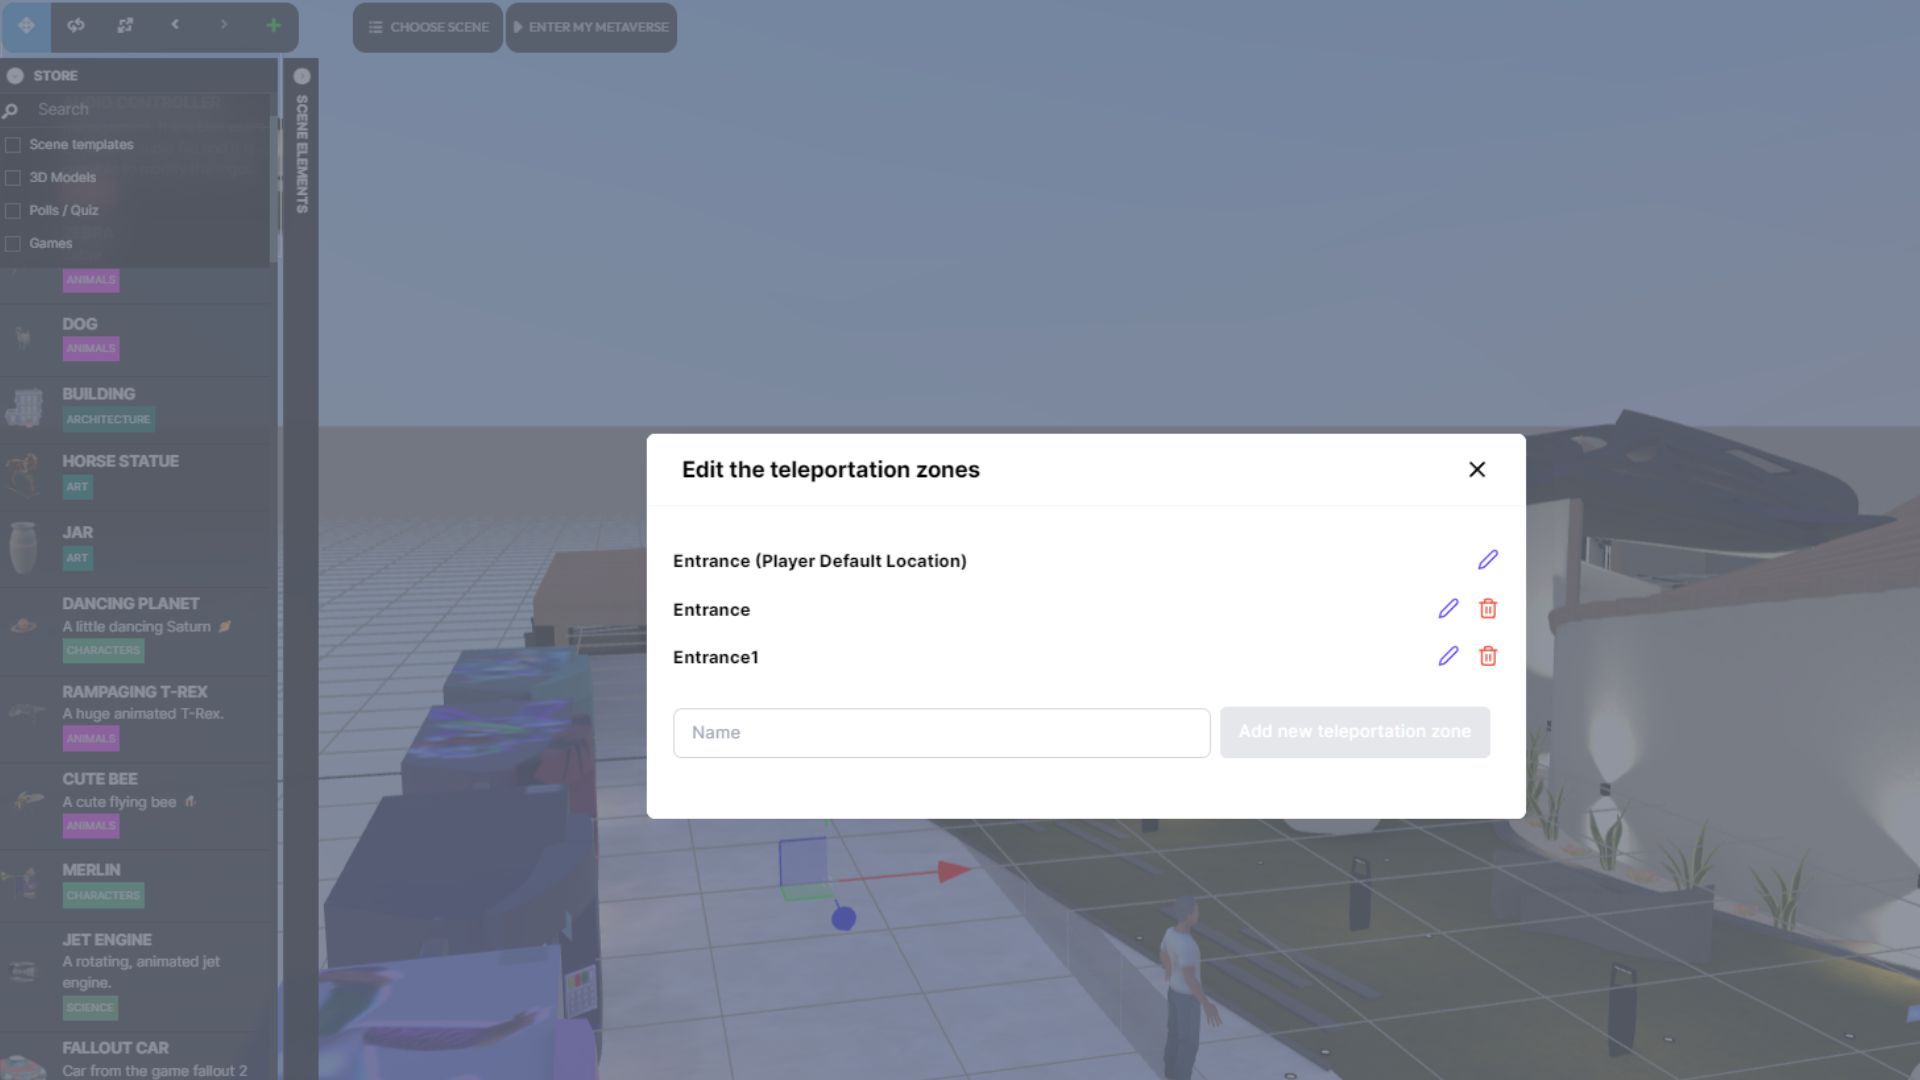 CHOOSE SCENE
ENTER MY METAVERSE
STORE
SCENE ELEMENTS
AUDIO CONTROLLER
Search
Scene templates
3D Models
Polls / Quiz
Games
ANIMALS
DOG
ANIMALS
BUILDING
ARCHITECTURE
HORSE STATUE
ART
JAR
ART
DANCING PLANET
A little dancing Saturn 🪐
CHARACTERS
RAMPAGING T-REX
A huge animated T-Rex.
ANIMALS
CUTE BEE
A cute flying bee
ANIMALS
MERLIN
CHARACTERS
JET ENGINE
A rotating, animated jet
engine.
SCIENCE
FALLOUT CAR
Car from the game fallout 2
Edit the teleportation zones
Entrance (Player Default Location)
Entrance
Entrance1
Name
Add new teleportation zone